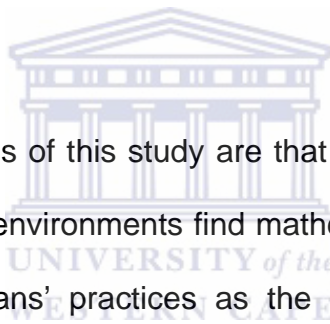 s of this study are that
environments find mathe
UNIVERSITY of the
ans’ practices as the
WESTERN CAPE